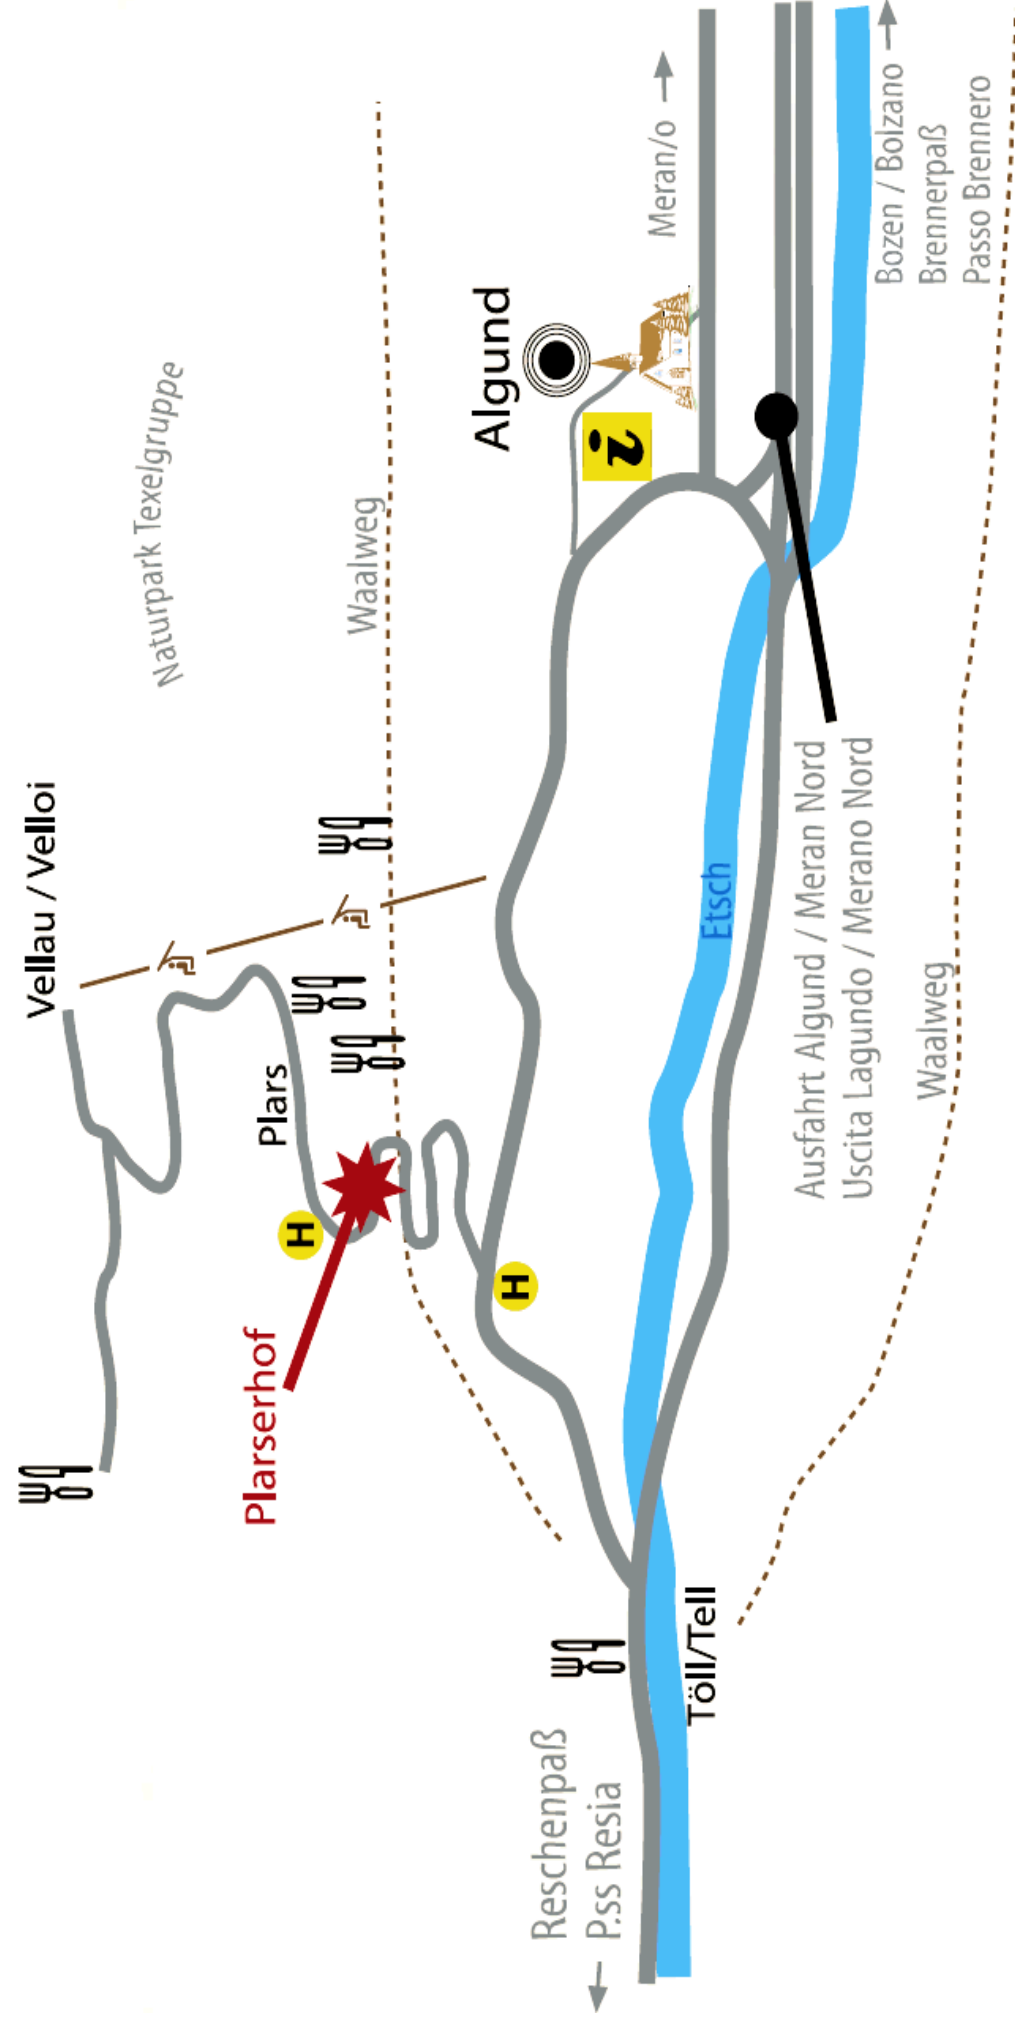 Vellau / Velloi
Naturpark Texelgruppe
Waalweg
Algund
i
Meran/o
Plars
H
Plarserhof
H
Etsch
Bozen / Bolzano
Brennerpaß
Passo Brennero
Ausfahrt Algund / Meran Nord
Uscita Lagundo / Merano Nord
Waalweg
Reschenpaß
P.ss Resia
Töll/Tell